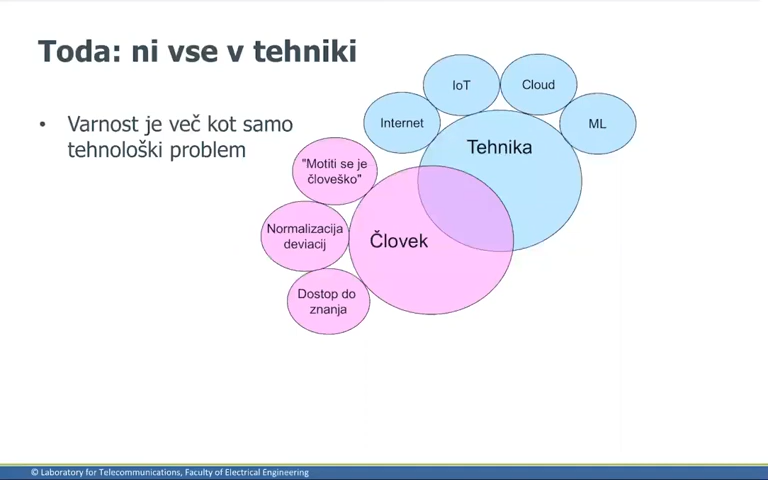 Toda: ni vse v tehniki
• Varnost je več kot samo
tehnološki problem
IoT
Cloud
Internet
ML
Tehnika
"Motiti se je
človeško"
Normalizacija
deviacij
Človek
Dostop do
znanja
© Laboratory for Telecommunications, Faculty of Electrical Engineering